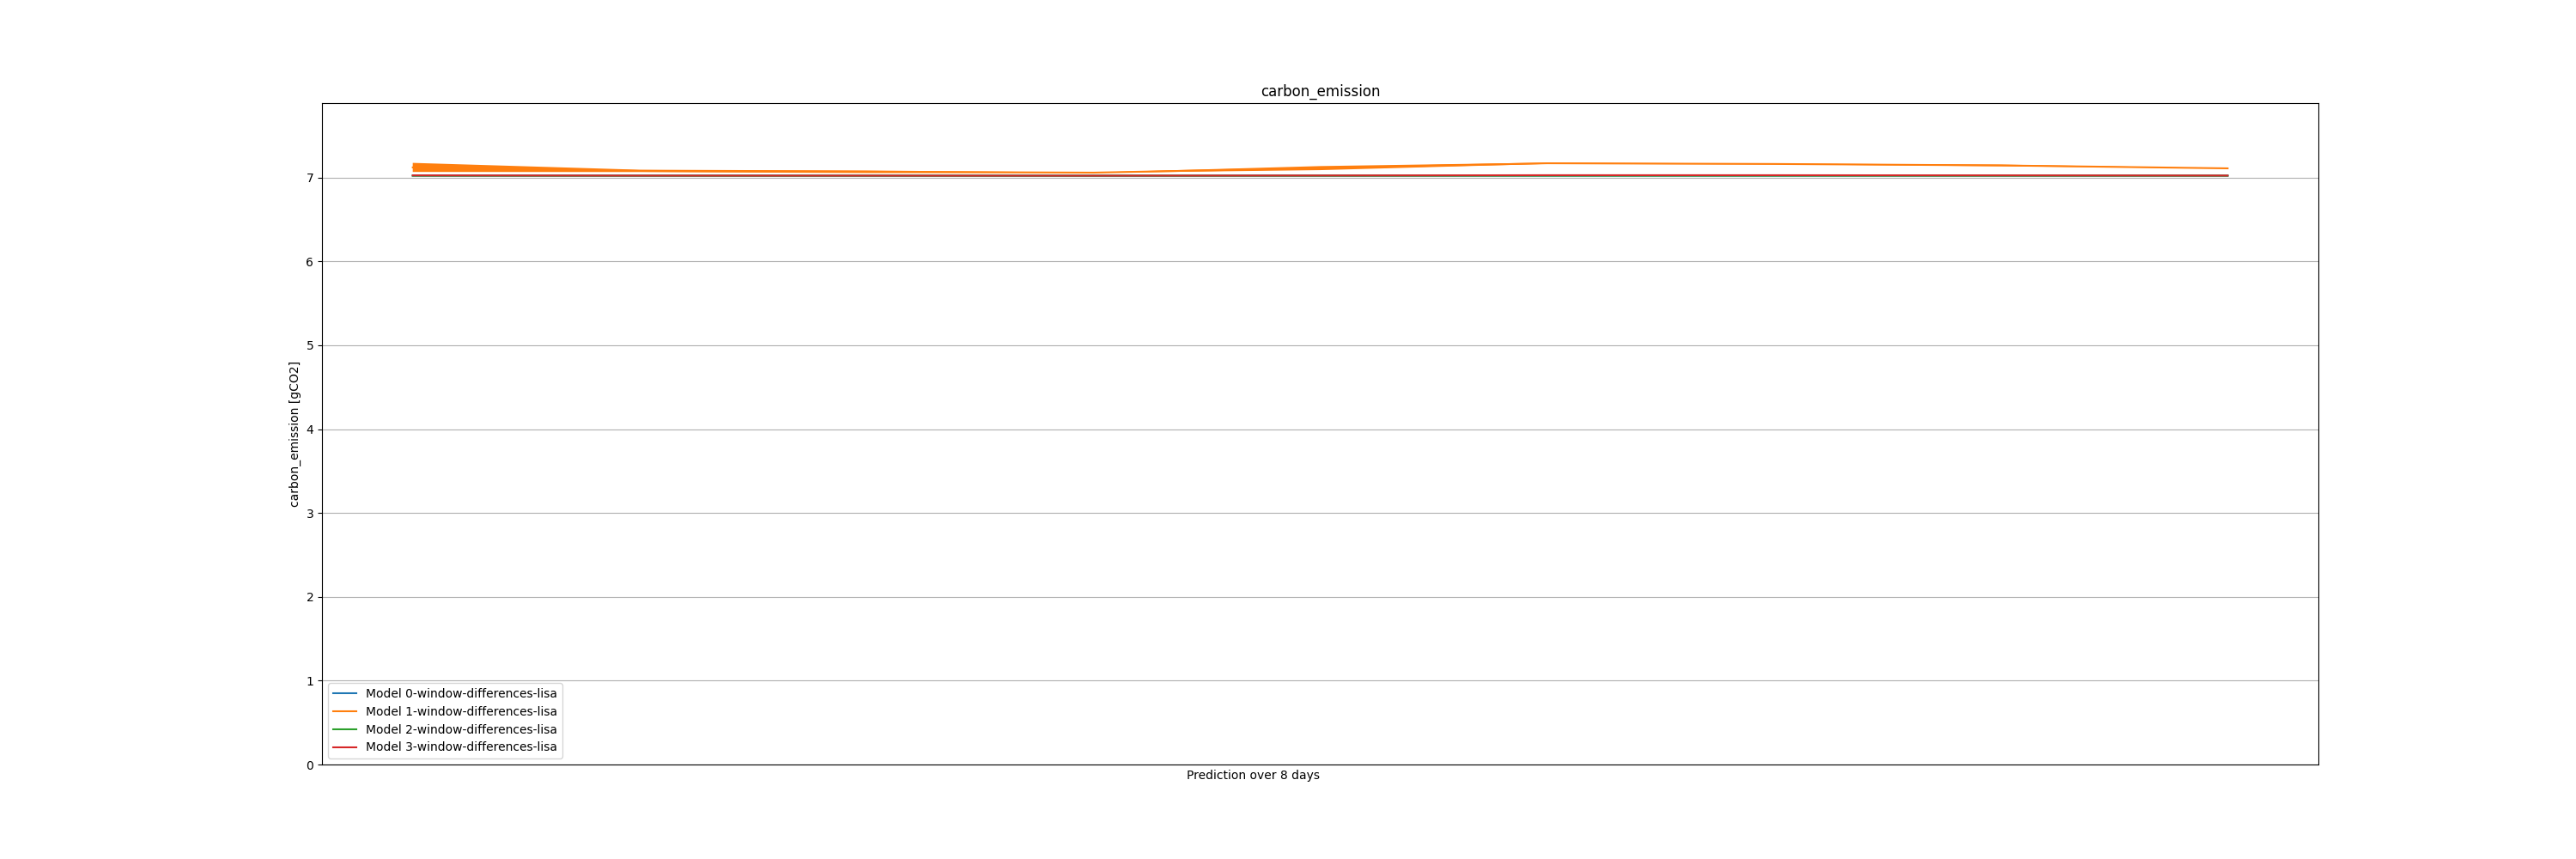 carbon_emission
carbon_emission [gCO2]
7
6
5
4
3
2
1
0
Model 0-window-differences-lisa
Model 1-window-differences-lisa
Model 2-window-differences-lisa
Model 3-window-differences-lisa
Prediction over 8 days